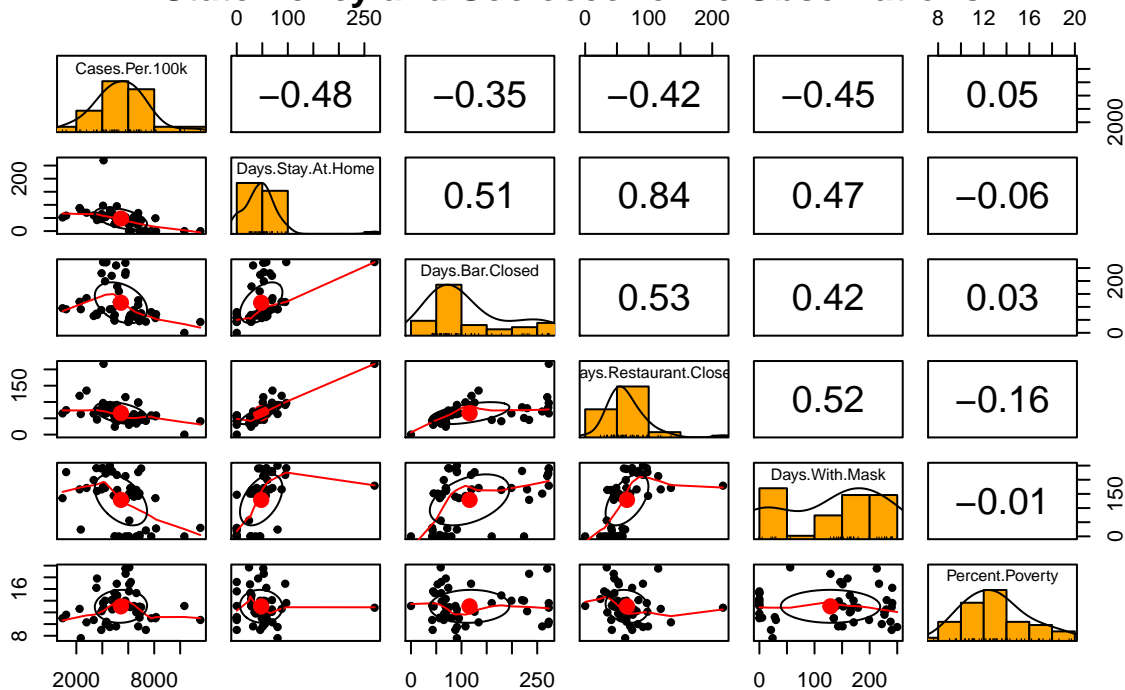 0 100 250 0 100 200 8 12 16 20
Cases.Per.100k −0.48 −0.35 −0.42 −0.45 0.05 2000
0 200 Days.Stay.At.Home 0.51 0.84 0.47 −0.06
Days.Bar.Closed 0.53 0.42 0.03 0 200
0 150 ays.Restaurant.Close 0.52 −0.16
Days.With.Mask −0.01 0 150
8 16 Percent.Poverty
2000 8000 0 100 250 0 100 200